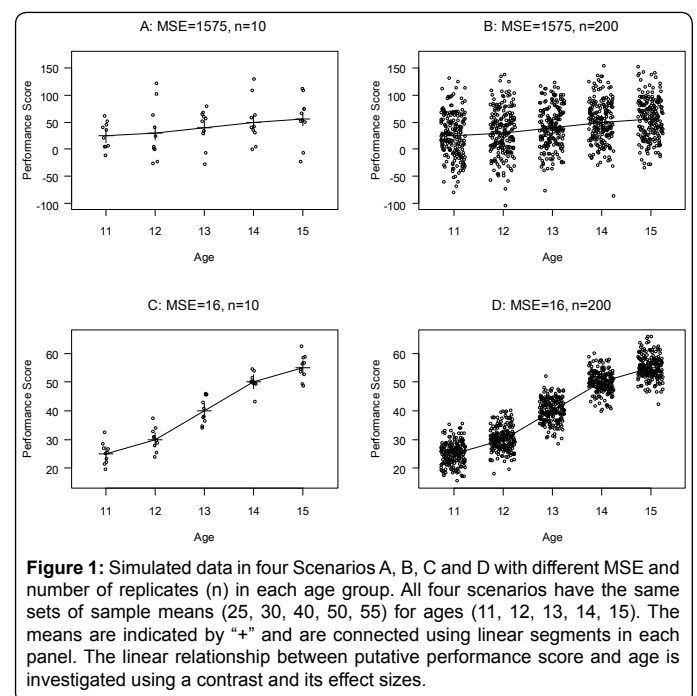 A: MSE=1575, n=10
Performance Score
150
100
50
0
-50
-100
11 12 13 14 15
Age
B: MSE=1575, n=200
Performance Score
150
100
50
0
-50
-100
11 12 13 14 15
Age
C: MSE=16, n=10
Performance Score
60
50
40
30
20
11 12 13 14 15
Age
D: MSE=16, n=200
Performance Score
60
50
40
30
20
11 12 13 14 15
Age
Figure 1: Simulated data in four Scenarios A, B, C and D with different MSE and
number of replicates (n) in each age group. All four scenarios have the same
sets of sample means (25, 30, 40, 50, 55) for ages (11, 12, 13, 14, 15). The
means are indicated by “+” and are connected using linear segments in each
panel. The linear relationship between putative performance score and age is
investigated using a contrast and its effect sizes.